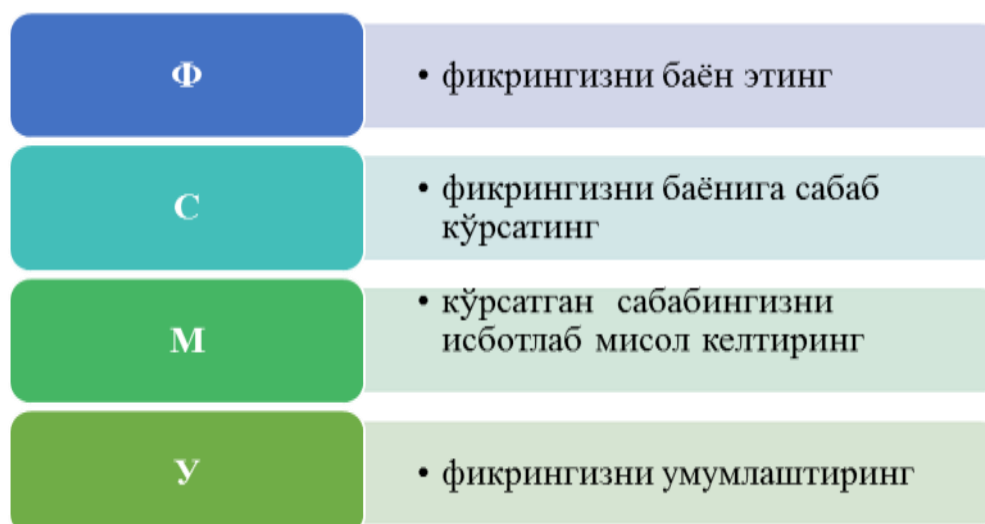 Ф
• фикрингизни баён этинг
С
• фикрингизни баёнига сабаб
кўрсатинг
М
• кўрсатган сабабингизни
исботлаб мисол келтиринг
У
• фикрингизни умумлаштиринг